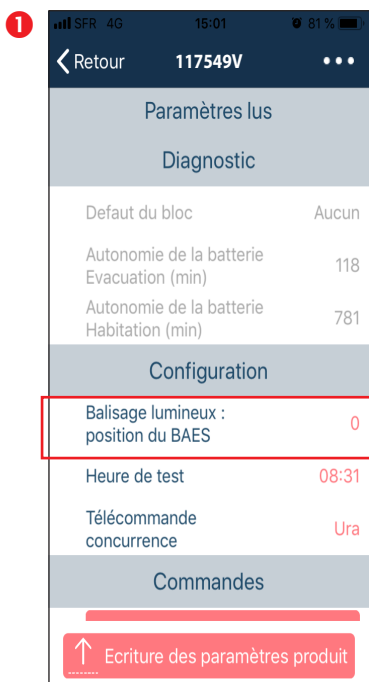 1
SFR 4G 15:01 81 %
Retour 117549V
Paramètres lus
Diagnostic
Defaut du bloc Aucun
Autonomie de la batterie
Evacuation (min) 118
Autonomie de la batterie
Habitation (min) 781
Configuration
Balisage lumineux :
position du BAES 0
Heure de test 08:31
Télécommande
concurrence Ura
Commandes
Ecriture des paramètres produit